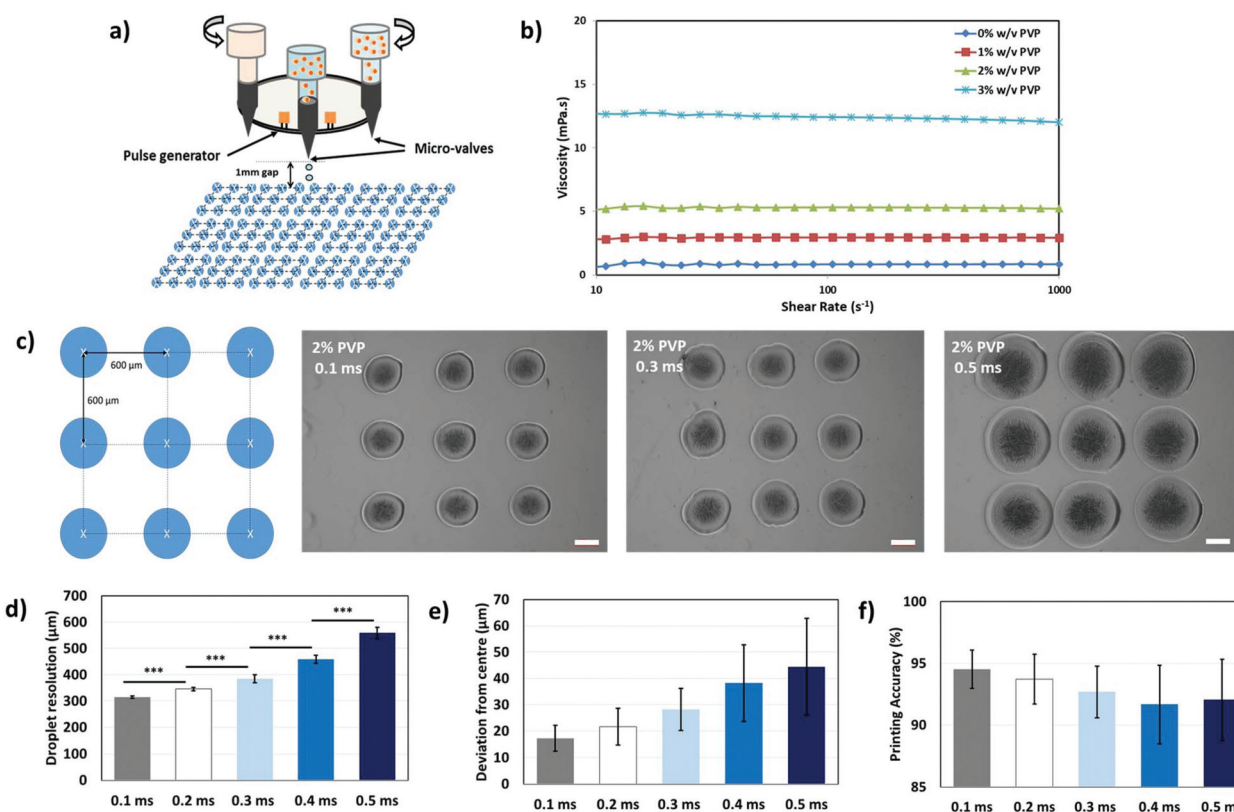 a)
Pulse generator
Micro-valves
1mm gap
b)
Viscosity (mPa.s)
20
15
10
5
0
10
100
1000
Shear Rate (s⁻¹)
0% w/v PVP
1% w/v PVP
2% w/v PVP
3% w/v PVP
c)
X X X
600 µm
600 µm
X X X
X X X
2% PVP
0.1 ms
2% PVP
0.3 ms
2% PVP
0.5 ms
d)
Droplet resolution (µm)
700
600
500
400
300
200
100
0
***
***
***
***
0.1 ms 0.2 ms 0.3 ms 0.4 ms 0.5 ms
e)
Deviation from centre (µm)
70
60
50
40
30
20
10
0
0.1 ms 0.2 ms 0.3 ms 0.4 ms 0.5 ms
f)
Printing Accuracy (%)
100
95
90
85
0.1 ms 0.2 ms 0.3 ms 0.4 ms 0.5 ms